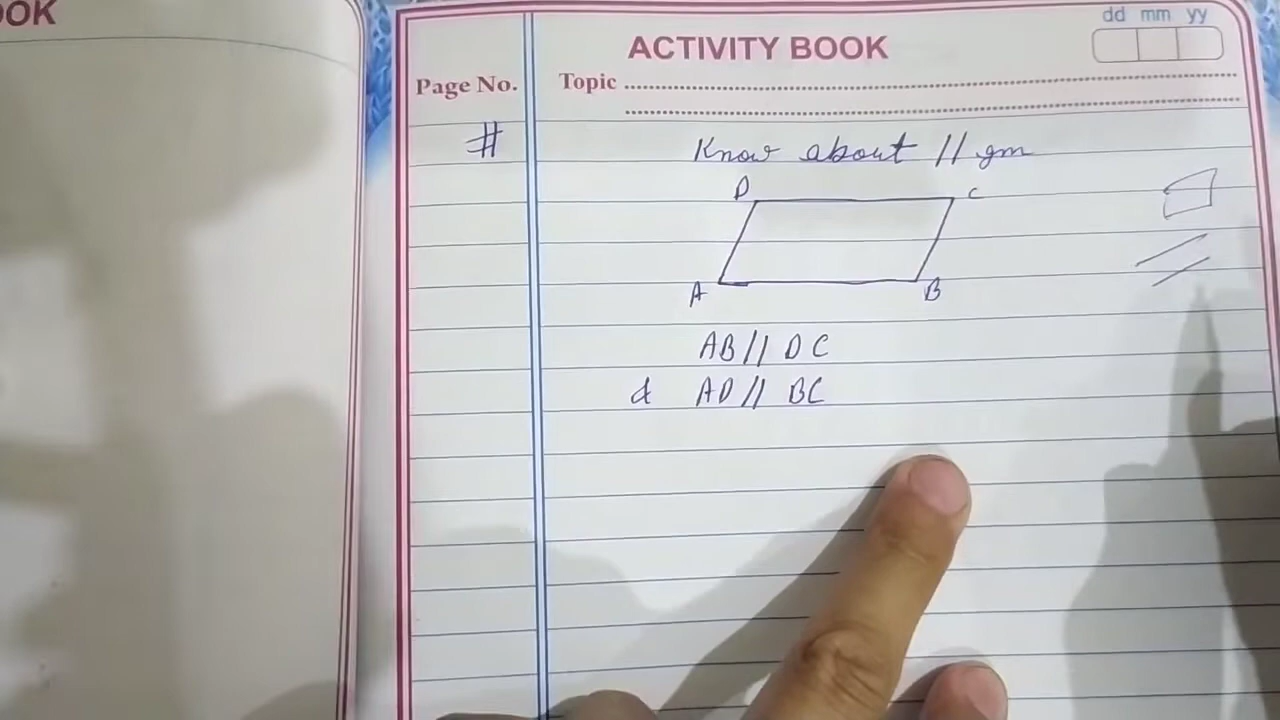 OOK
dd mm yy
ACTIVITY BOOK
Page No.
Topic
# Know about // gm
D C
A B
AB // DC
& AD // BC